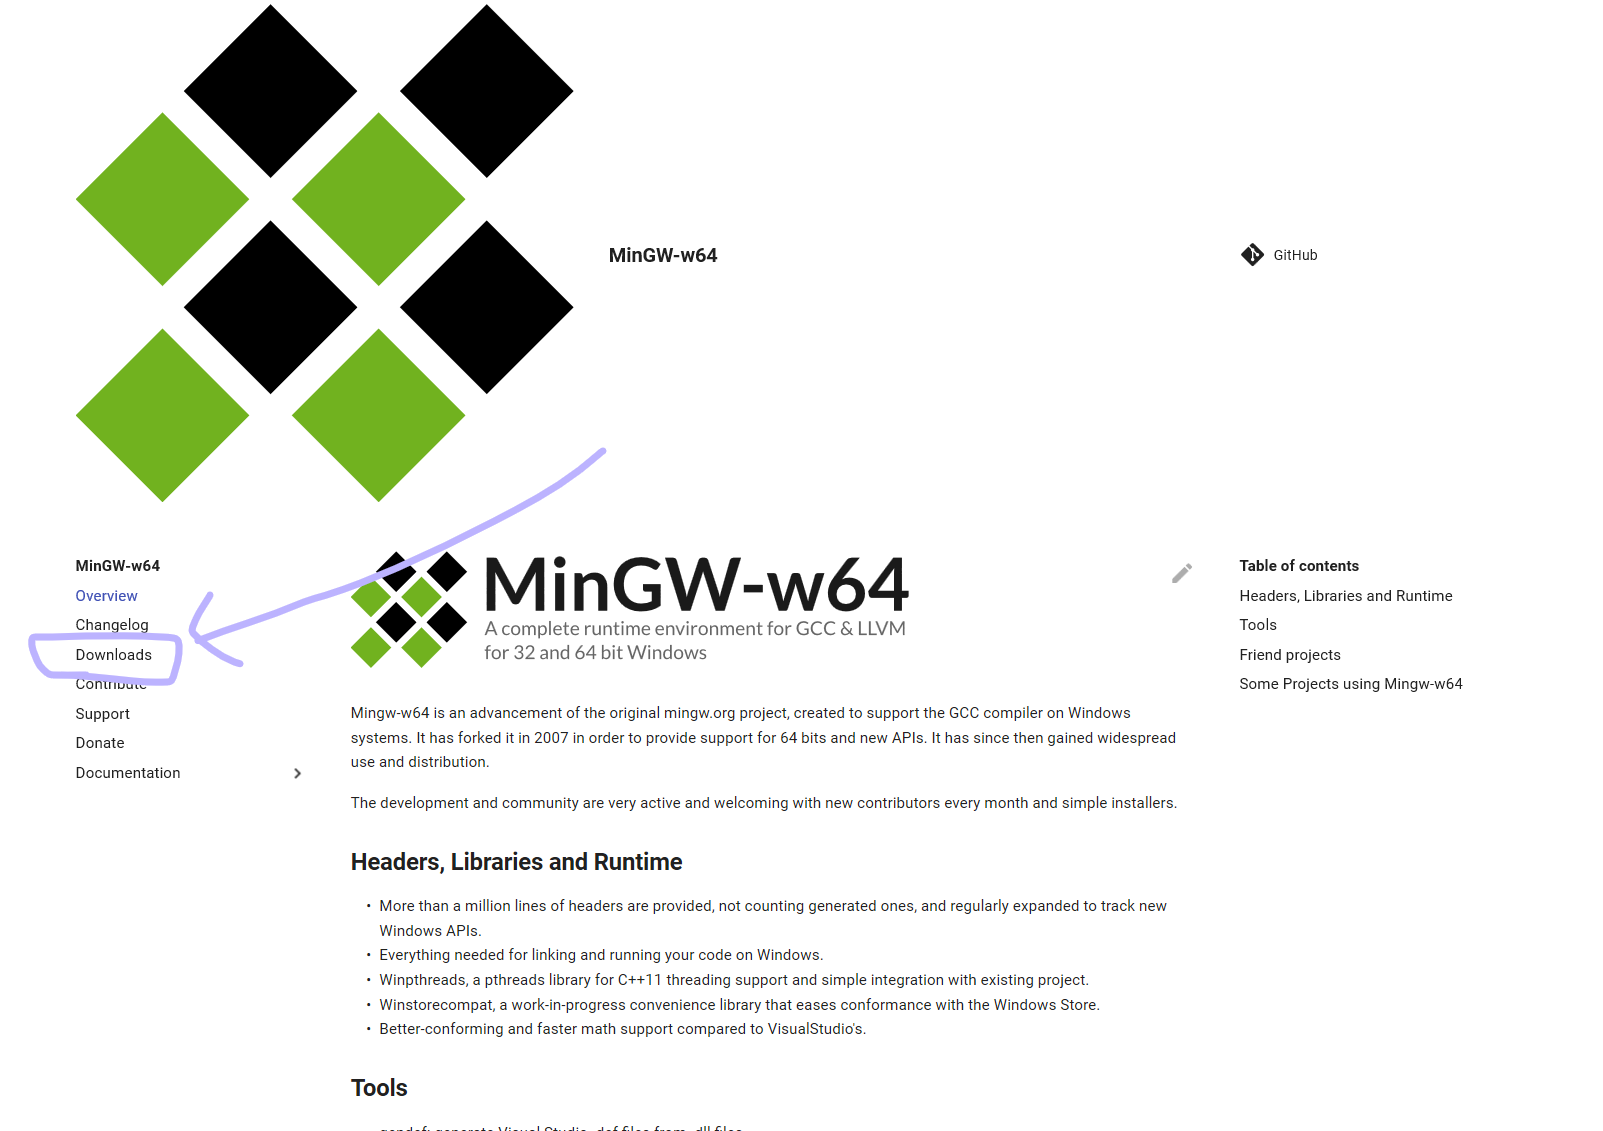 MinGW-w64
GitHub
MinGW-w64
Overview
Changelog
Downloads
Contribute
Support
Donate
Documentation
MinGW-w64
A complete runtime environment for GCC & LLVM
for 32 and 64 bit Windows
Mingw-w64 is an advancement of the original mingw.org project, created to support the GCC compiler on Windows
systems. It has forked it in 2007 in order to provide support for 64 bits and new APIs. It has since then gained widespread
use and distribution.
The development and community are very active and welcoming with new contributors every month and simple installers.
Headers, Libraries and Runtime
• More than a million lines of headers are provided, not counting generated ones, and regularly expanded to track new
Windows APIs.
• Everything needed for linking and running your code on Windows.
• Winpthreads, a pthreads library for C++11 threading support and simple integration with existing project.
• Winstorecompat, a work-in-progress convenience library that eases conformance with the Windows Store.
• Better-conforming and faster math support compared to VisualStudio's.
Tools
gendef: generate Visual Studio .def files from .dll files.
Table of contents
Headers, Libraries and Runtime
Tools
Friend projects
Some Projects using Mingw-w64